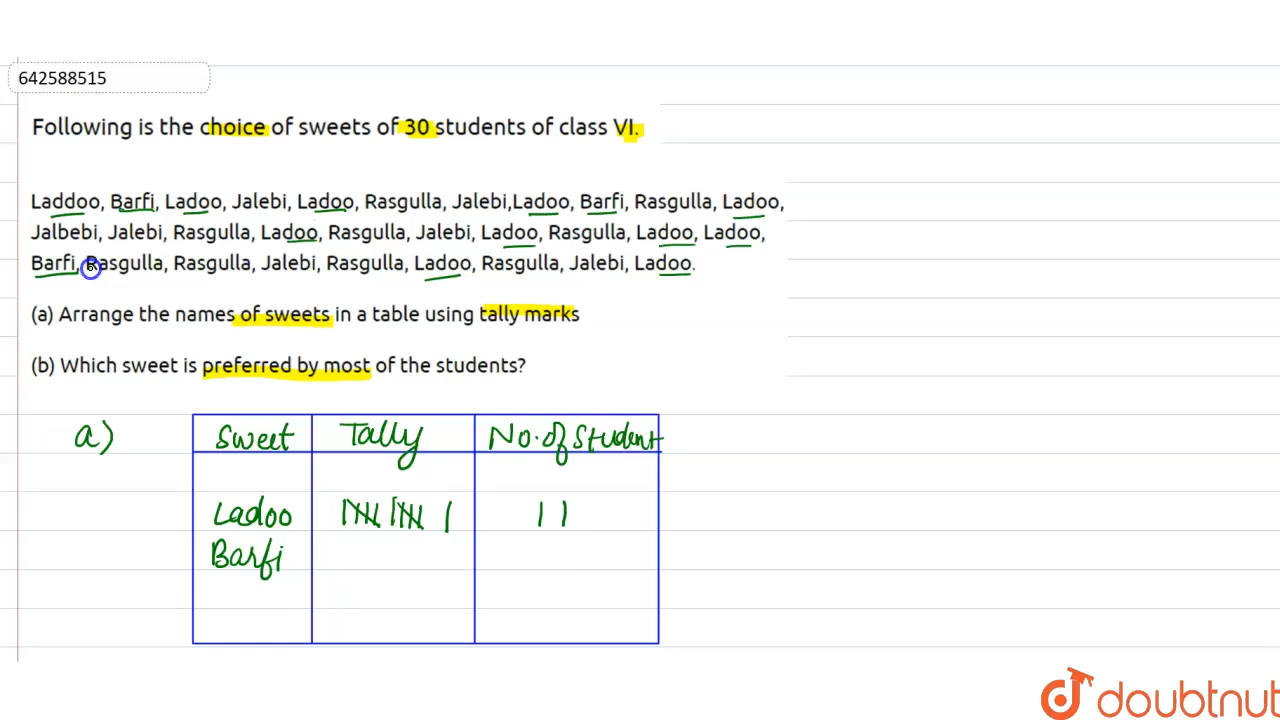 642588515
Following is the choice of sweets of 30 students of class VI.
Laddoo, Barfi, Ladoo, Jalebi, Ladoo, Rasgulla, Jalebi,Ladoo, Barfi, Rasgulla, Ladoo,
Jalbebi, Jalebi, Rasgulla, Ladoo, Rasgulla, Jalebi, Ladoo, Rasgulla, Ladoo, Ladoo,
Barfi, Rasgulla, Rasgulla, Jalebi, Rasgulla, Ladoo, Rasgulla, Jalebi, Ladoo.
(a) Arrange the names of sweets in a table using tally marks
(b) Which sweet is preferred by most of the students?
a) Sweet Tally No. of Student
Ladoo 11
Barfi
doubtnut